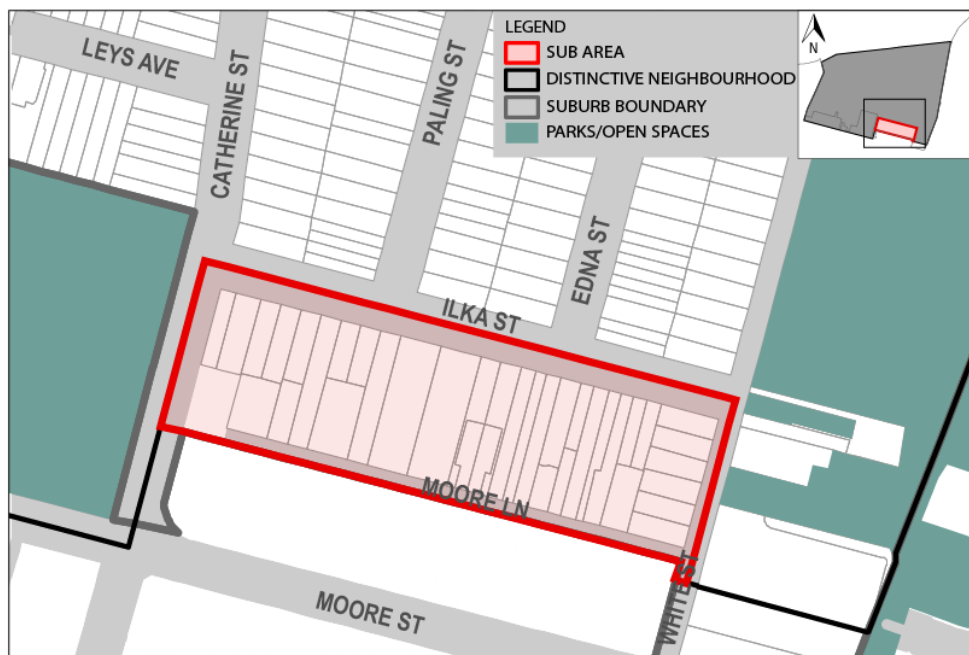 LEGEND
SUB AREA
DISTINCTIVE NEIGHBOURHOOD
SUBURB BOUNDARY
PARKS/OPEN SPACES
N
LEYS AVE
CATHERINE ST
PALING ST
EDNA ST
ILKA ST
MOORE LN
MOORE ST
WHITE ST